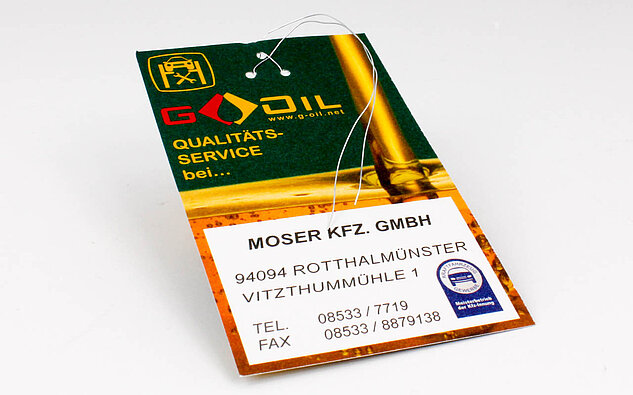 G OIL
www.g-oil.net
QUALITÄTS-
SERVICE
bei...
MOSER KFZ. GMBH
94094 ROTTHALMÜNSTER
VITZTHUMMÜHLE 1
TEL. 08533 / 7719
FAX 08533 / 8879138
Meisterbetrieb
der Kfz-Innung